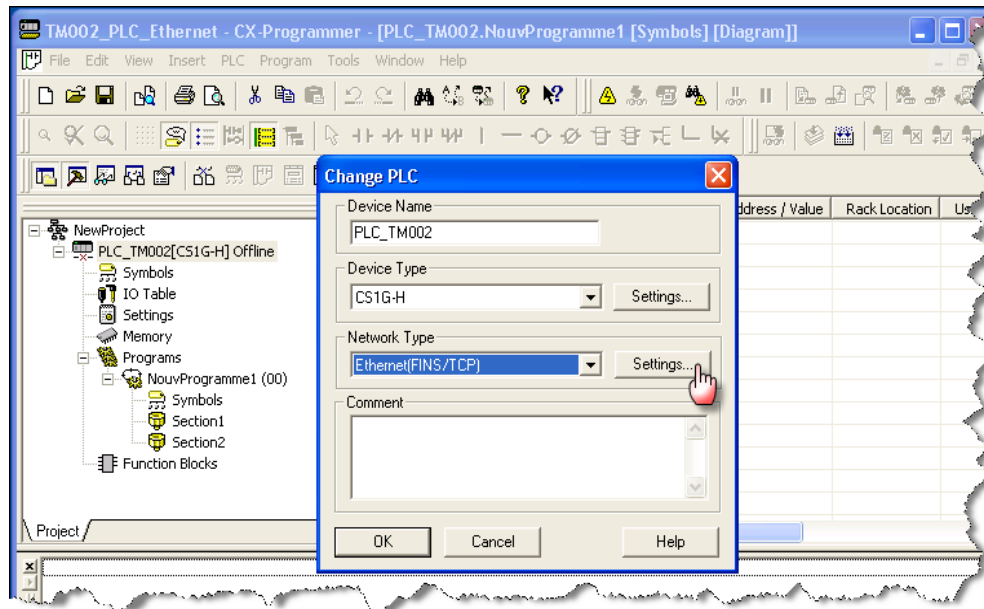 TM002_PLC_Ethernet - CX-Programmer - [PLC_TM002.NouvProgramme1 [Symbols] [Diagram]]
File Edit View Insert PLC Program Tools Window Help
Change PLC
Device Name
PLC_TM002
Device Type
CS1G-H
Settings...
Network Type
Ethernet(FINS/TCP)
Settings...
Comment
OK
Cancel
Help
ddress / Value
Rack Location
Us
NewProject
PLC_TM002[CS1G-H] Offline
Symbols
IO Table
Settings
Memory
Programs
NouvProgramme1 (00)
Symbols
Section1
Section2
Function Blocks
Project